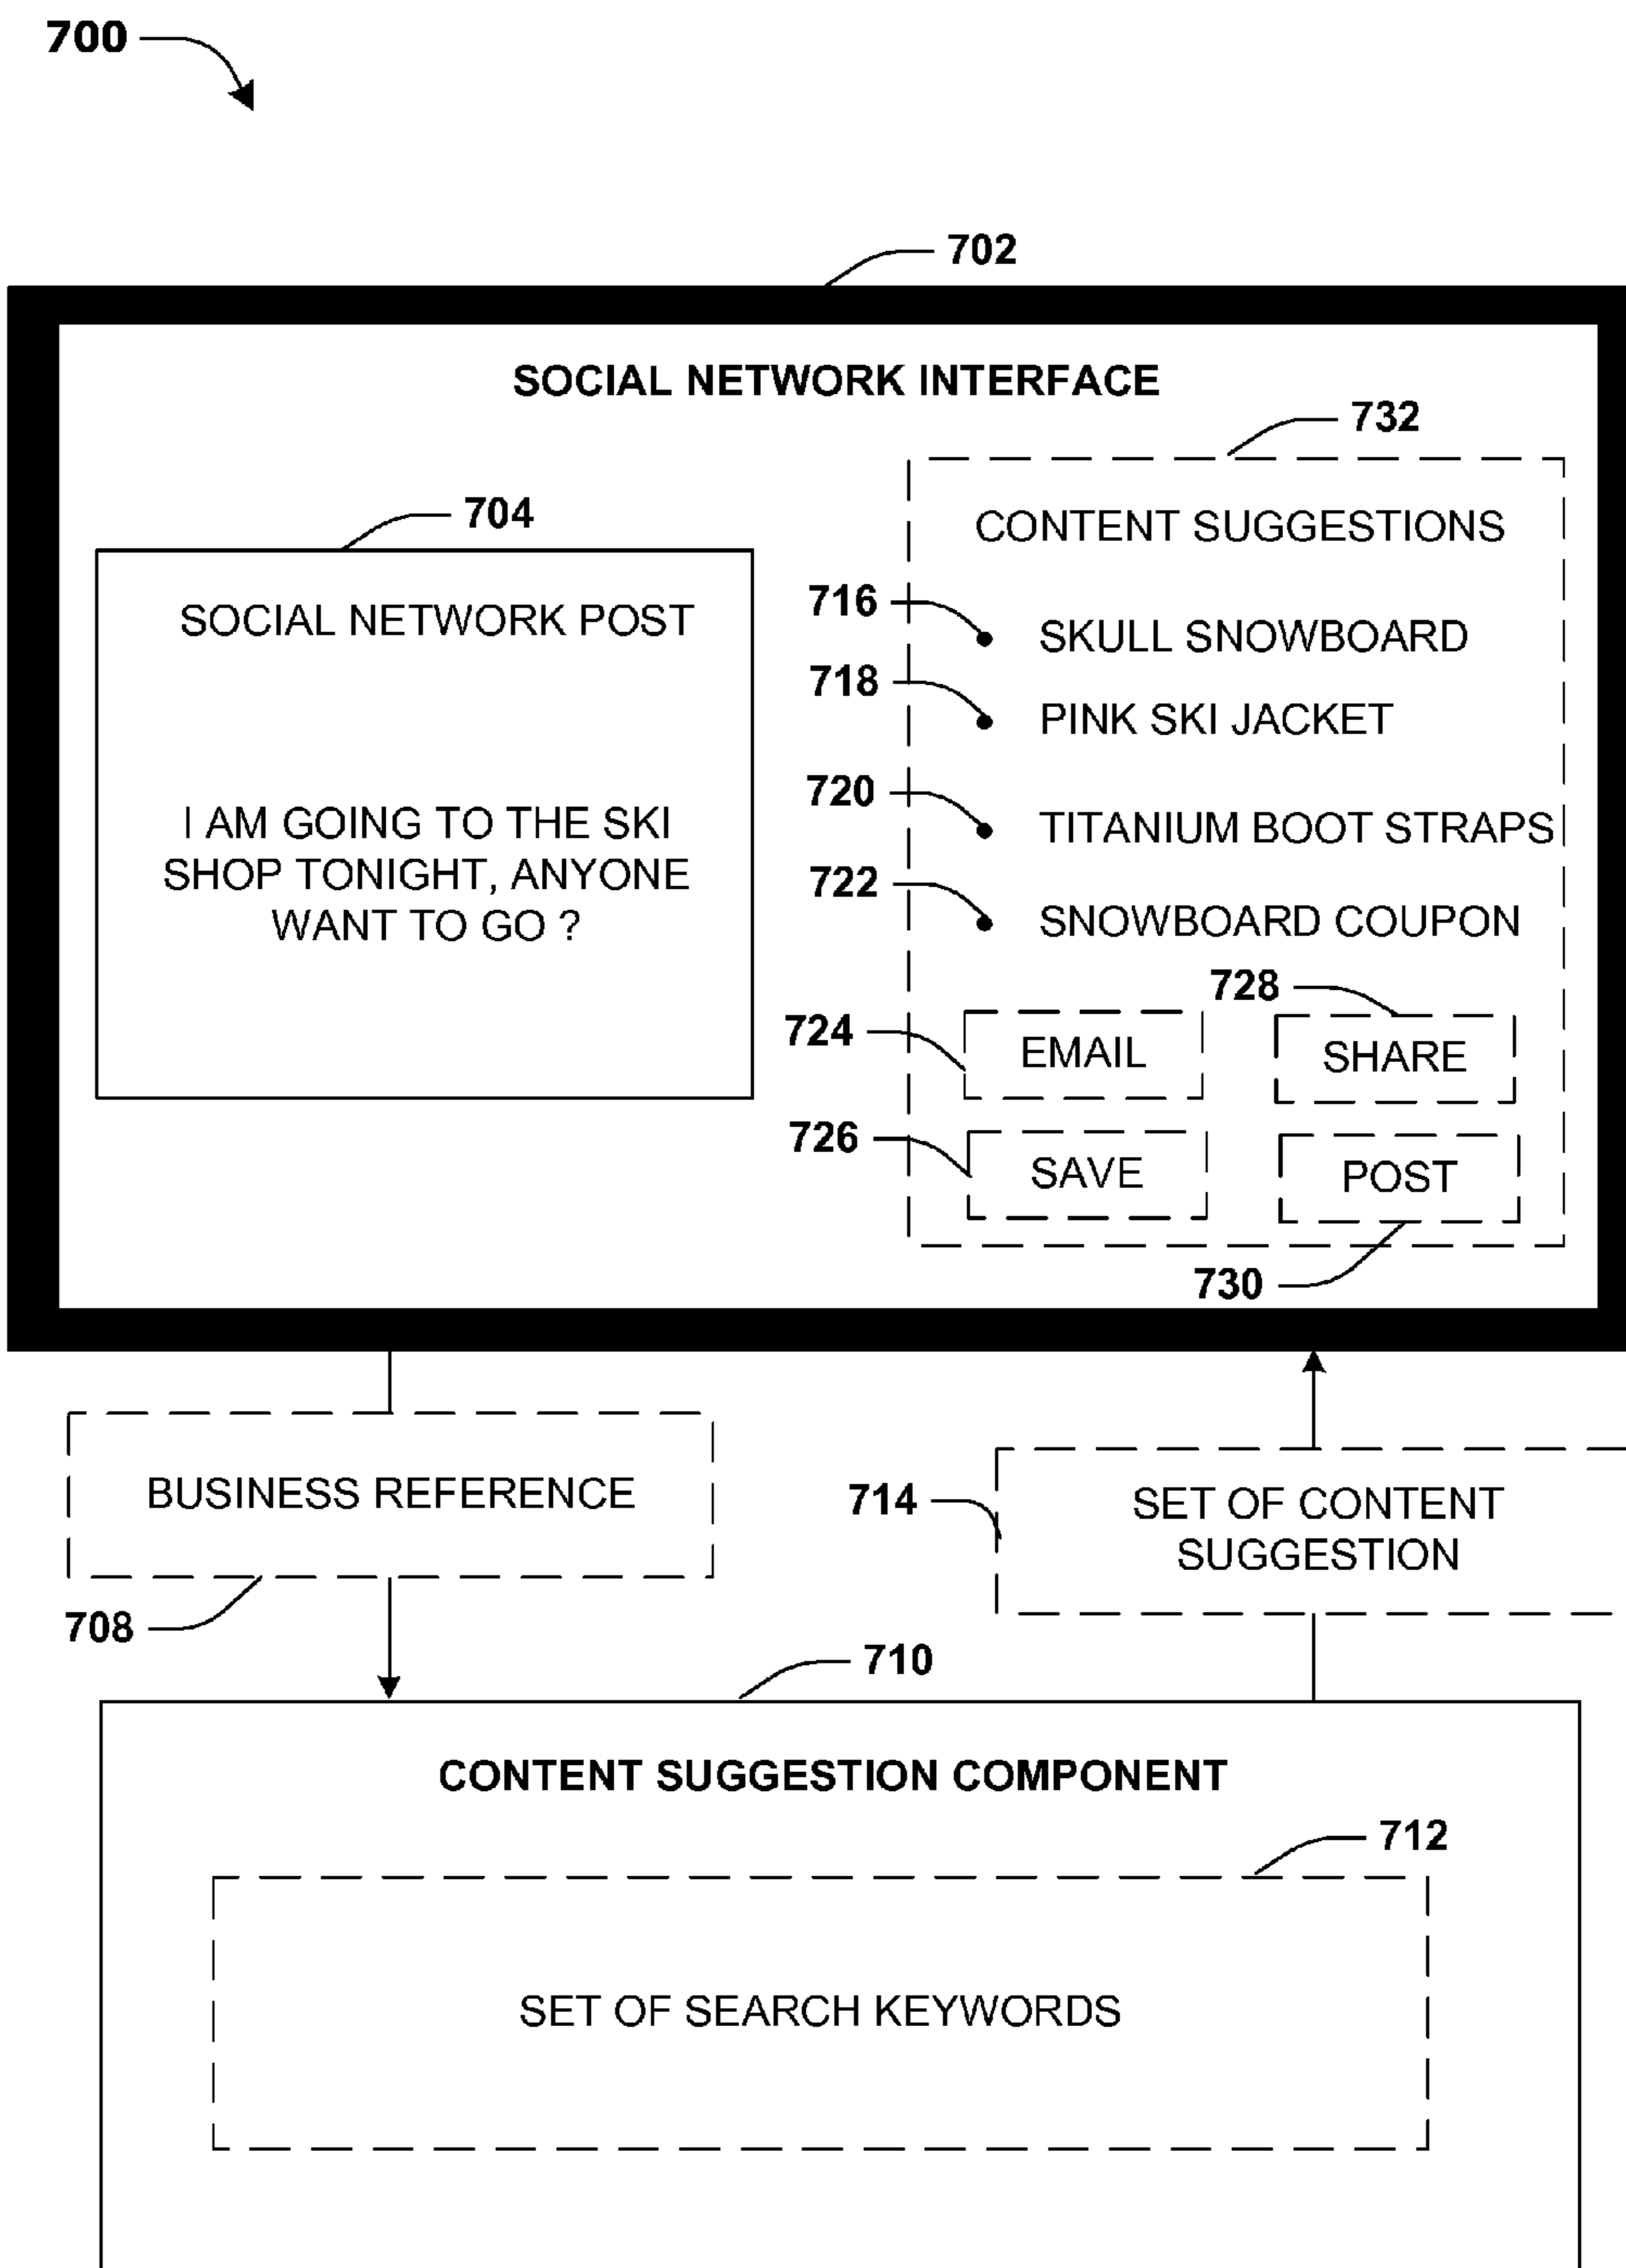 700
702
SOCIAL NETWORK INTERFACE
732
704
CONTENT SUGGESTIONS
SOCIAL NETWORK POST
I AM GOING TO THE SKI
SHOP TONIGHT, ANYONE
WANT TO GO ?
716
SKULL SNOWBOARD
718
PINK SKI JACKET
720
TITANIUM BOOT STRAPS
722
SNOWBOARD COUPON
728
724
EMAIL
SHARE
726
SAVE
POST
730
BUSINESS REFERENCE
708
714
SET OF CONTENT
SUGGESTION
710
CONTENT SUGGESTION COMPONENT
712
SET OF SEARCH KEYWORDS